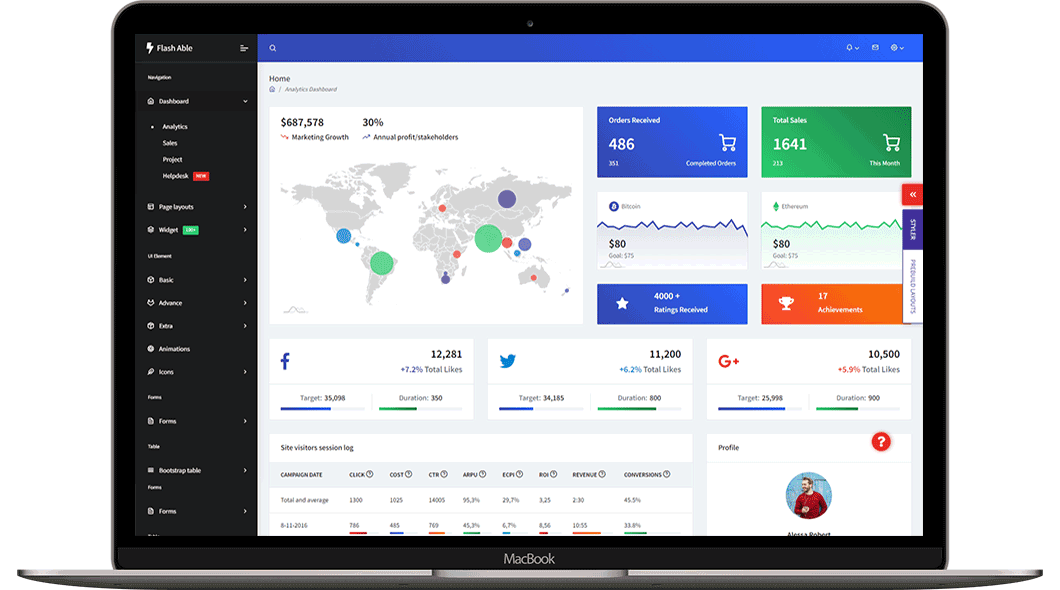 Flash Able
Navigation
Dashboard
Analytics
Sales
Project
Helpdesk NEW
Page layouts
Widget 100+
UI Element
Basic
Advance
Extra
Animations
Icons
Forms
Forms
Table
Bootstrap table
Forms
Forms
Home
/ Analytics Dashboard
$687,578
Marketing Growth
30%
Annual profit/stakeholders
Orders Received
486
351 Completed Orders
Total Sales
1641
213 This Month
Bitcoin
$80
Goal: $75
Ethereum
$80
Goal: $75
4000 +
Ratings Received
17
Achievements
STYLER
PREBUILD LAYOUTS
12,281
+7.2% Total Likes
Target: 35,098 Duration: 350
11,200
+6.2% Total Likes
Target: 34,185 Duration: 800
G+ 10,500
+5.9% Total Likes
Target: 25,998 Duration: 900
Site visitors session log
CAMPAIGN DATE CLICK ? COST ? CTR ? ARPU ? ECPI ? ROI ? REVENUE ? CONVERSIONS ?
Total and average 1300 1025 14005 95,3% 29,7% 3,25 2:30 45.5%
8-11-2016 786 485 769 45,3% 6,7% 8,56 10:55 33.8%
Profile
?
MacBook